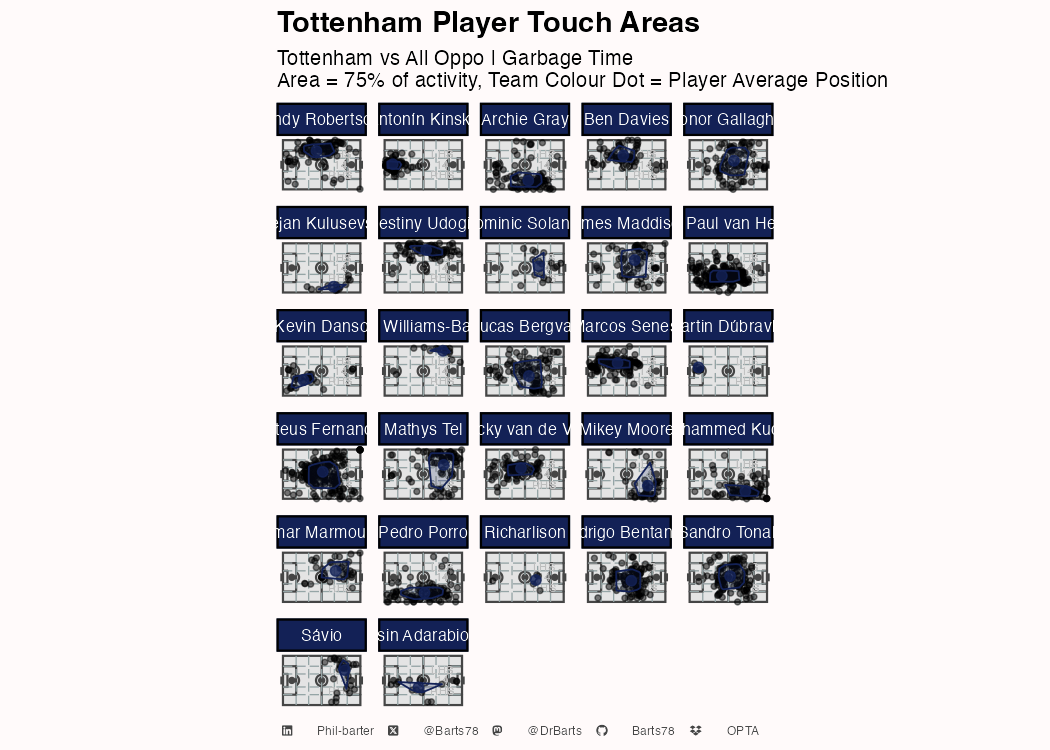 Tottenham Player Touch Areas
Tottenham vs All Oppo | Garbage Time
Area = 75% of activity, Team Colour Dot = Player Average Position
ndy Robertso ntonín Kinsk Archie Gray Ben Davies onor Gallagh
ejan Kulusevs estiny Udogi ominic Solan mes Maddis Paul van He
Kevin Danso Williams-Ba ucas Bergva Marcos Senes artin Dúbravk
teus Fernand Mathys Tel cky van de V Mikey Moore hammed Kud
mar Marmou Pedro Porro Richarlison drigo Bentan Sandro Tonal
Sávio sin Adarabio
Phil-barter @Barts78 @DrBarts Barts78 OPTA